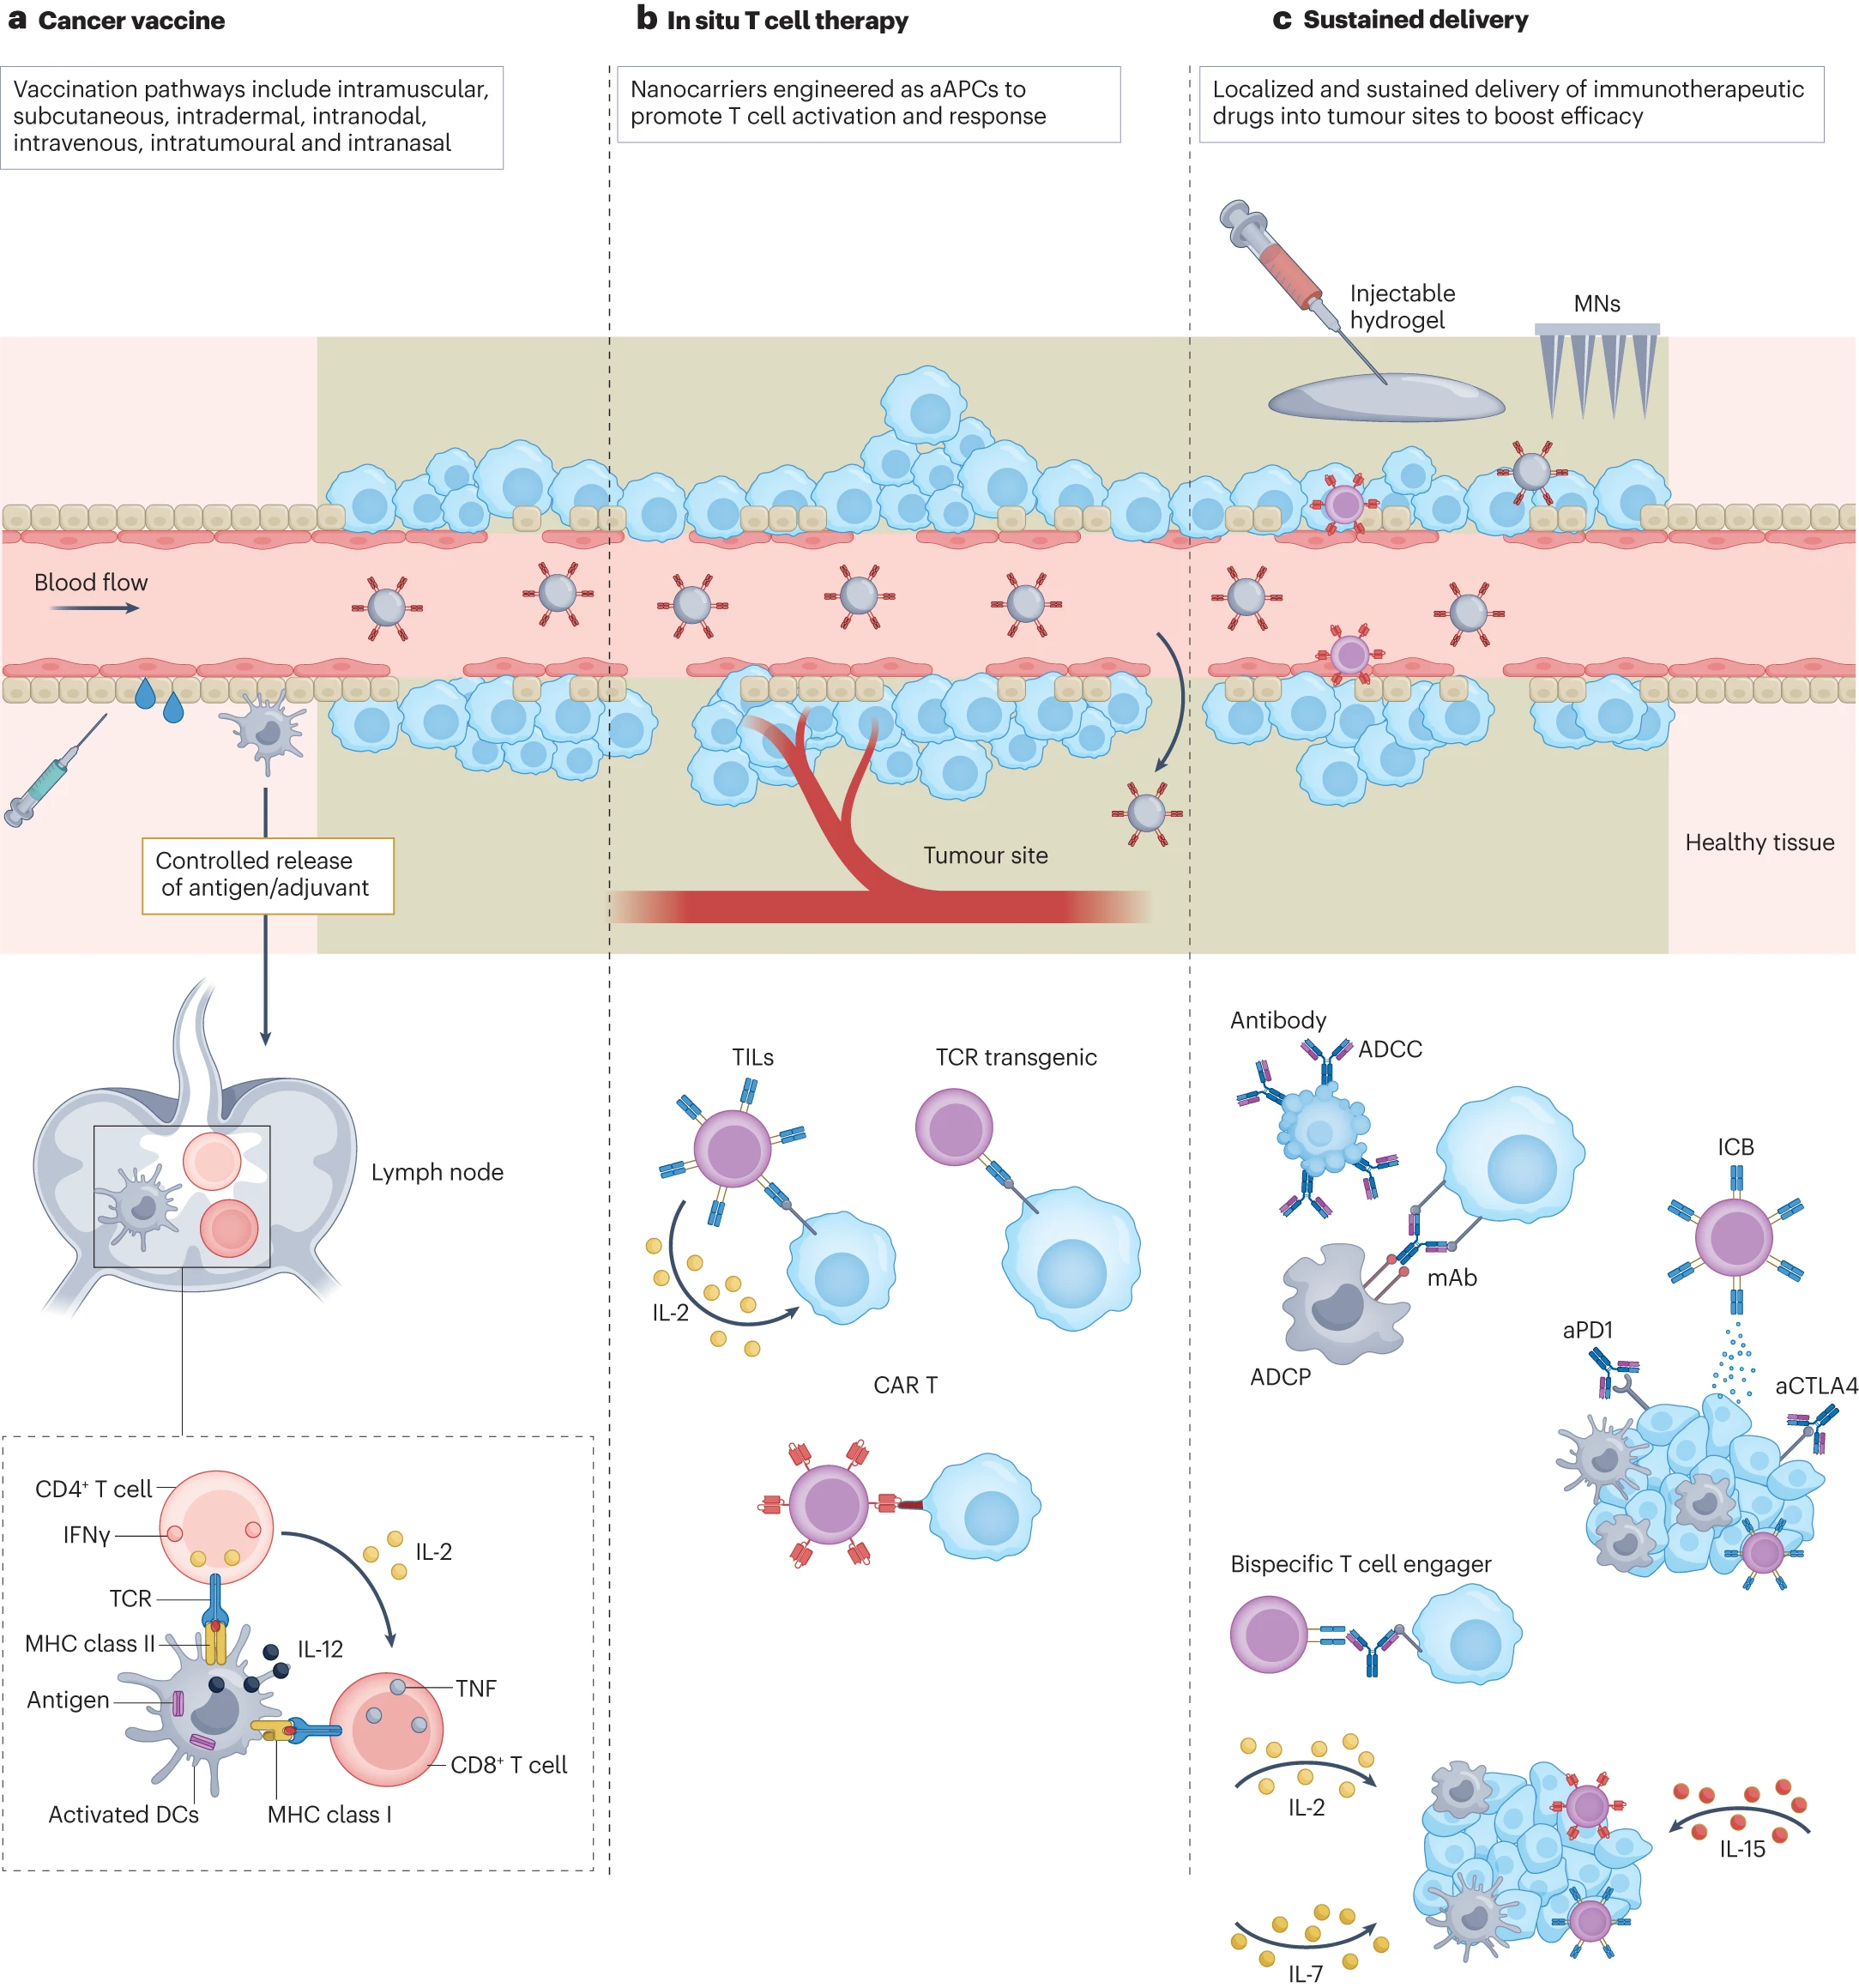 a Cancer vaccine
Vaccination pathways include intramuscular,
subcutaneous, intradermal, intranodal,
intravenous, intratumoural and intranasal
b In situ T cell therapy
Nanocarriers engineered as aAPCs to
promote T cell activation and response
c Sustained delivery
Localized and sustained delivery of immunotherapeutic
drugs into tumour sites to boost efficacy
Injectable
hydrogel
MNs
Blood flow
Controlled release
of antigen/adjuvant
Tumour site
Healthy tissue
Lymph node
CD4⁺ T cell
IFNγ
IL-2
TCR
MHC class II
IL-12
Antigen
TNF
CD8⁺ T cell
Activated DCs
MHC class I
TILs
TCR transgenic
IL-2
CAR T
Antibody
ADCC
mAb
ADCP
ICB
aPD1
aCTLA4
Bispecific T cell engager
IL-2
IL-15
IL-7